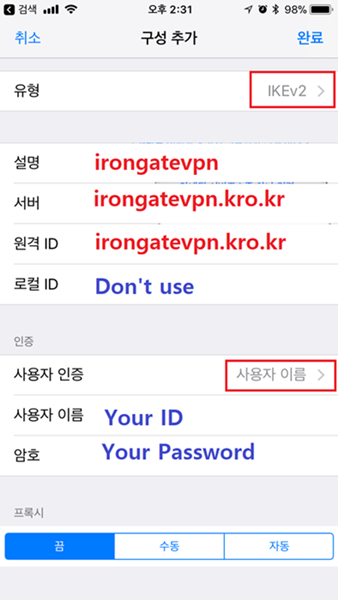 검색 오후 2:31 98%
취소 구성 추가 완료
유형 IKEv2
설명 irongatevpn
서버 irongatevpn.kro.kr
원격 ID irongatevpn.kro.kr
로컬 ID Don't use
인증
사용자 인증 사용자 이름
사용자 이름 Your ID
암호 Your Password
프록시
끔 수동 자동